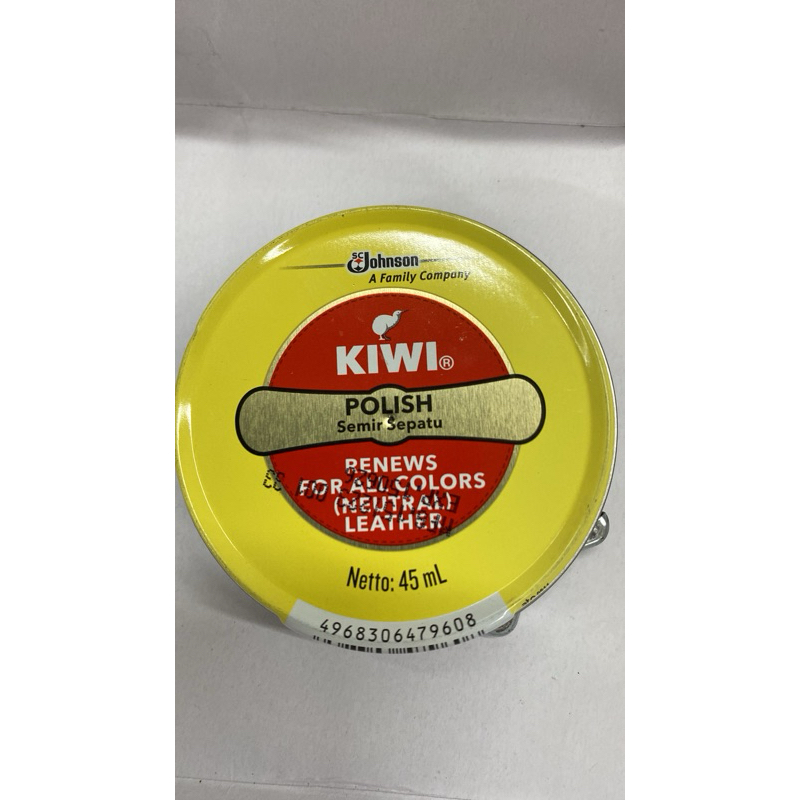 SC Johnson
A Family Company
KIWI®
POLISH
Semir Sepatu
RENEWS
FOR ALL COLORS
(NEUTRAL)
LEATHER
Netto: 45 mL
4968306479608